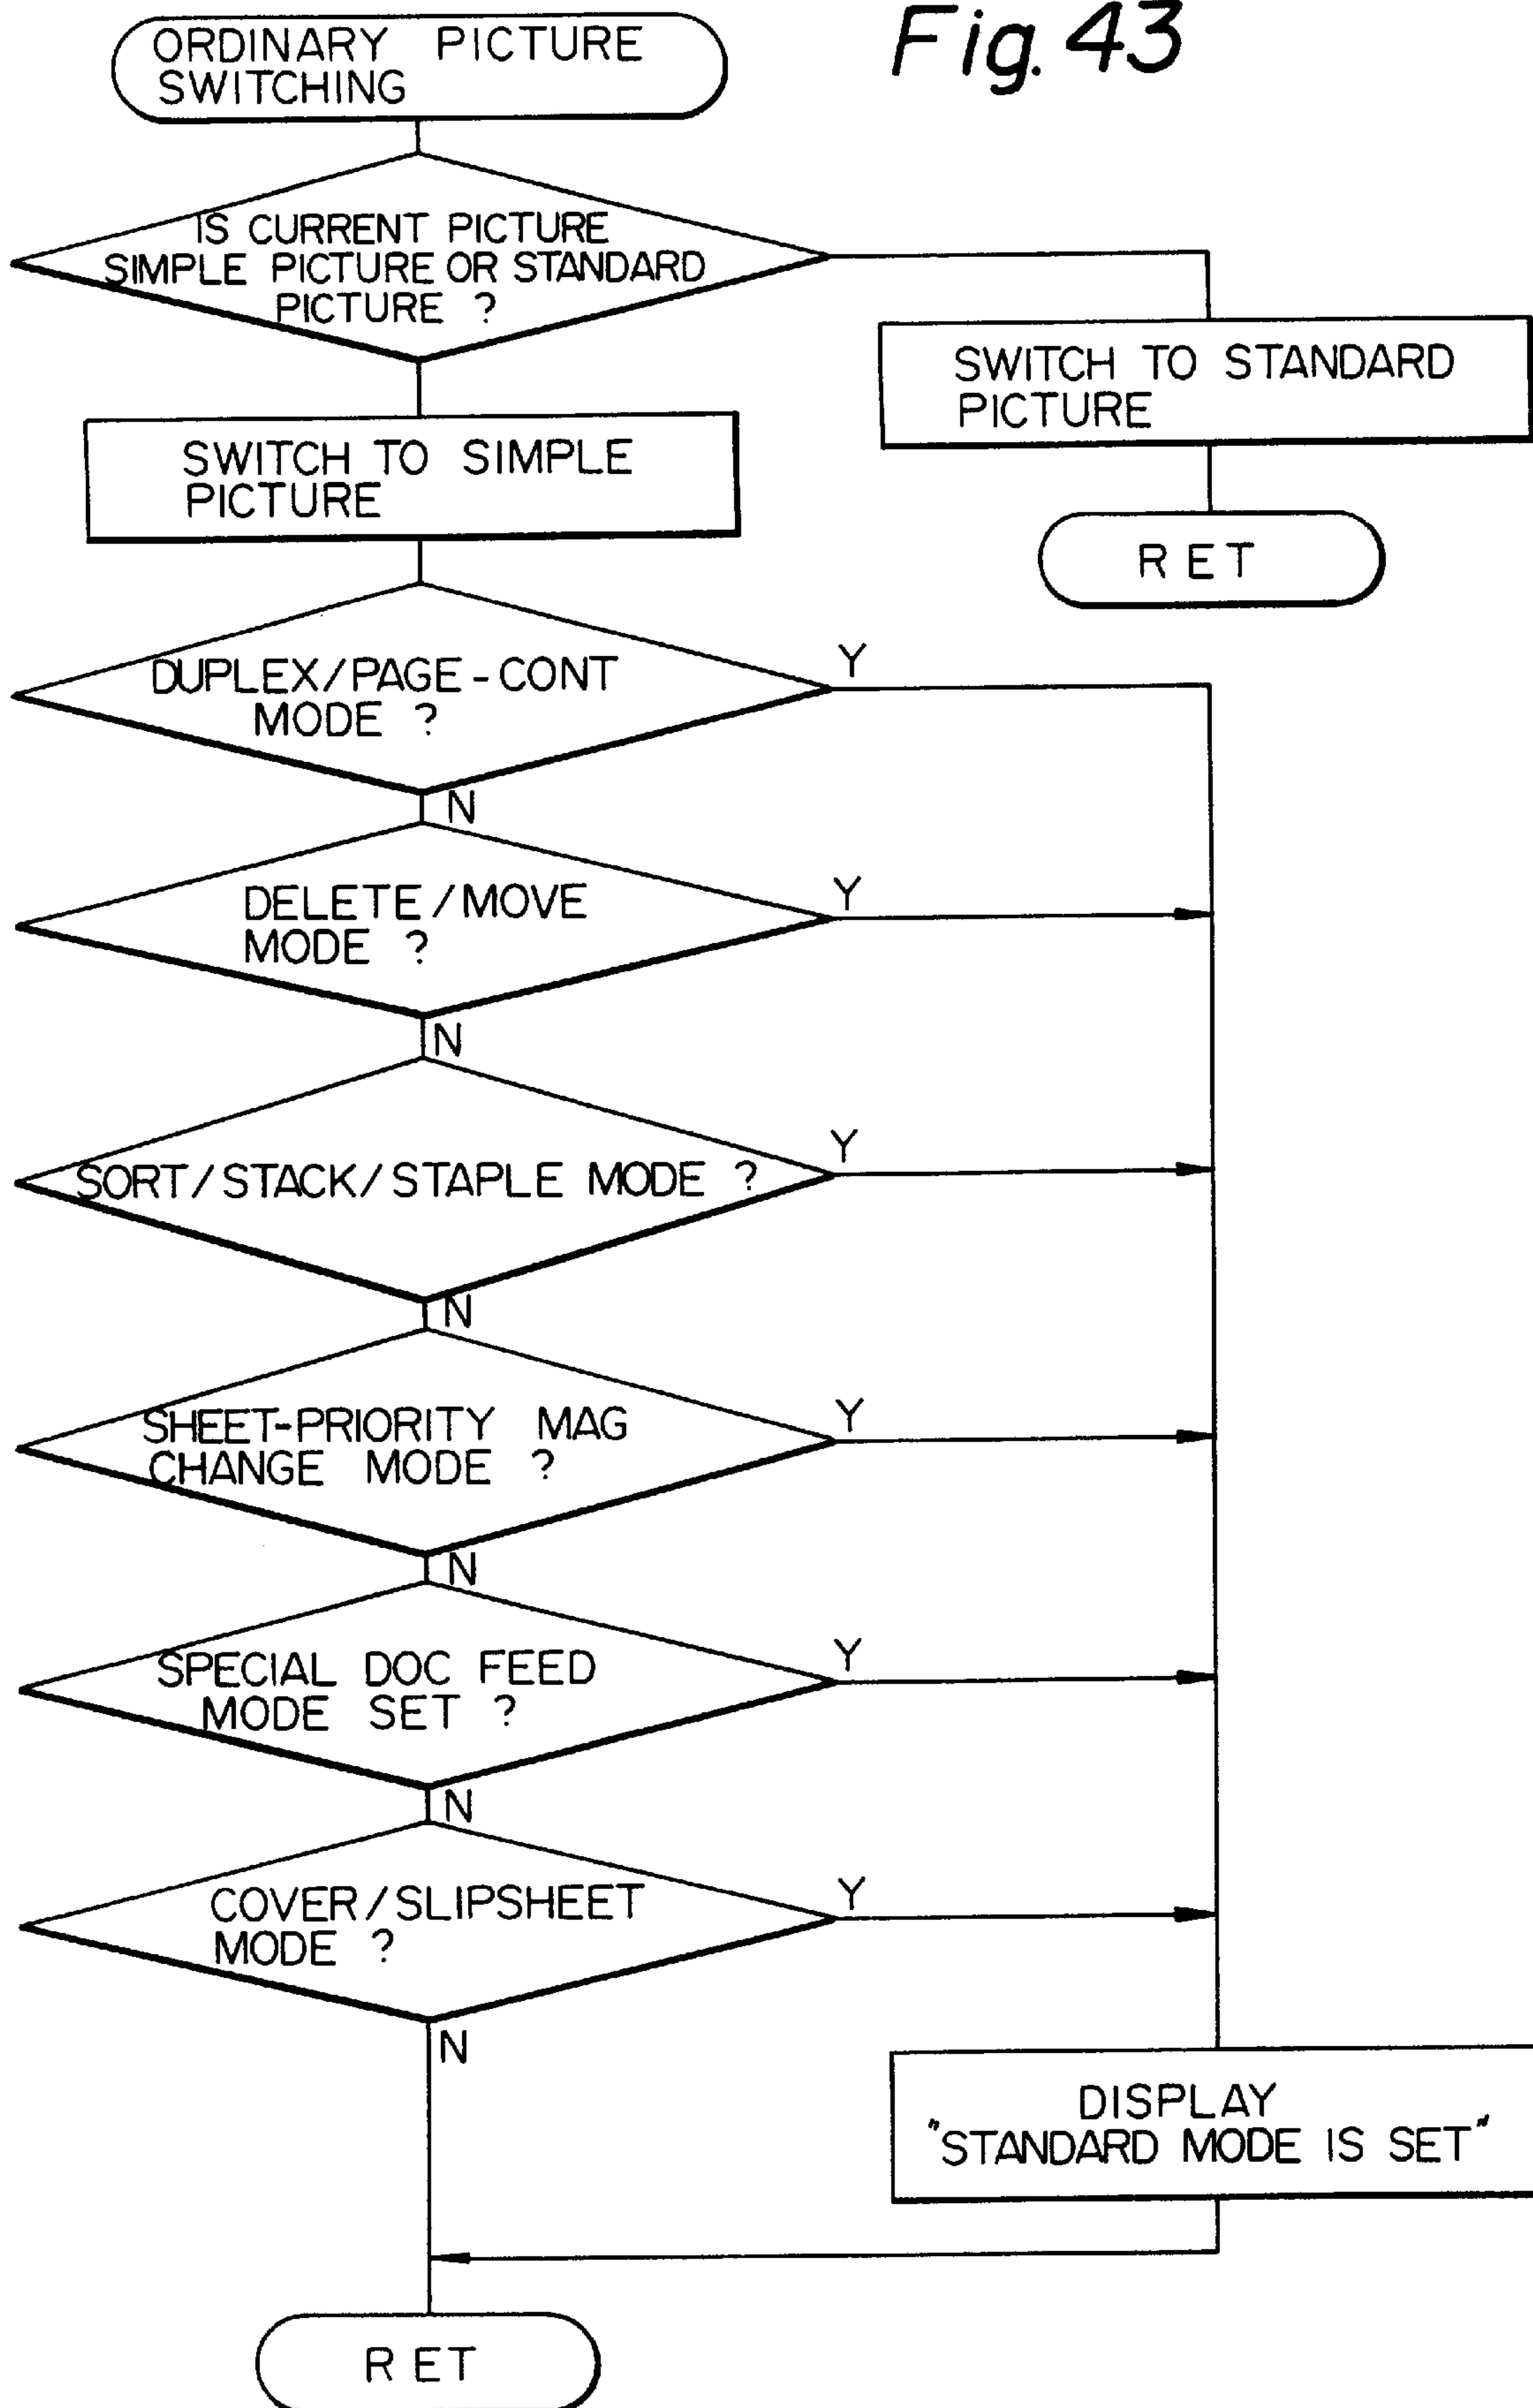 Fig. 43
ORDINARY PICTURE
SWITCHING
IS CURRENT PICTURE
SIMPLE PICTURE OR STANDARD
PICTURE ?
SWITCH TO STANDARD
PICTURE
RET
SWITCH TO SIMPLE
PICTURE
DUPLEX/PAGE-CONT
MODE ?
Y
N
DELETE/MOVE
MODE ?
Y
N
SORT/STACK/STAPLE MODE ?
Y
N
SHEET-PRIORITY MAG
CHANGE MODE ?
Y
N
SPECIAL DOC FEED
MODE SET ?
Y
N
COVER/SLIPSHEET
MODE ?
Y
N
DISPLAY
"STANDARD MODE IS SET"
RET